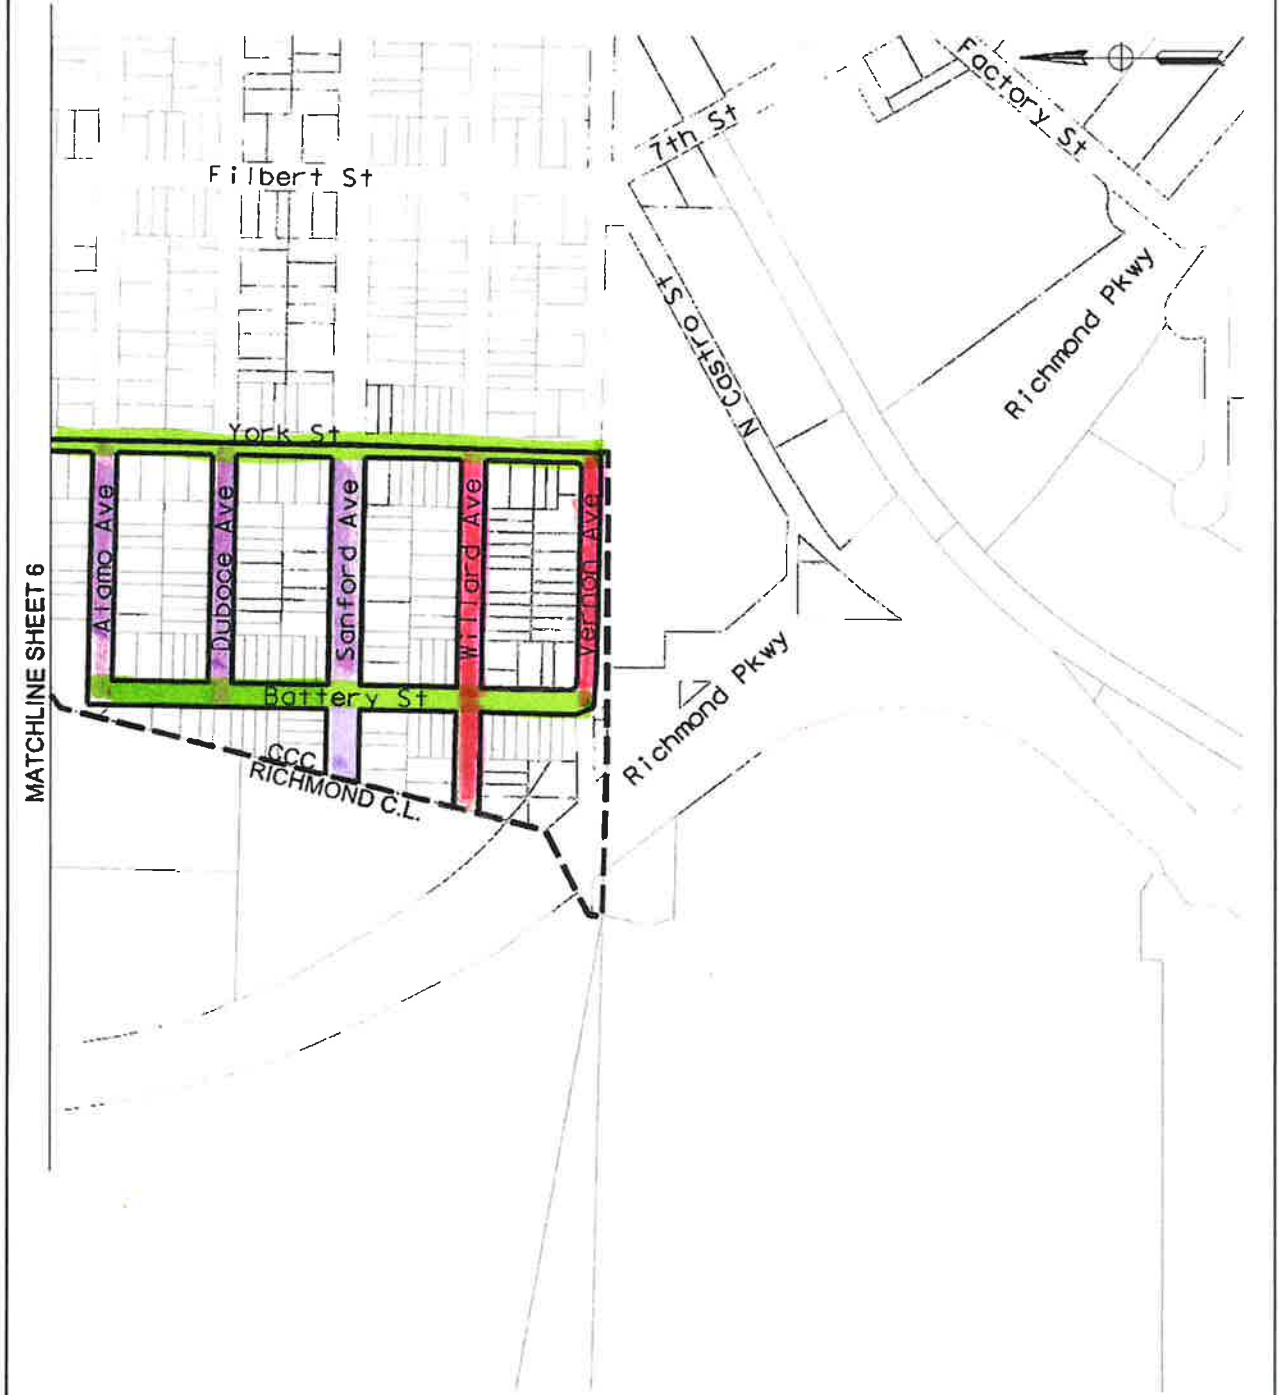 Factory St
7th St
Filbert St
N Castro St
Richmond Pkwy
York St
Alamo Ave
Duboce Ave
Sanford Ave
Willard Ave
Vernon Ave
MATCHLINE SHEET 6
Battery St
Richmond Pkwy
CCC
RICHMOND C.L.